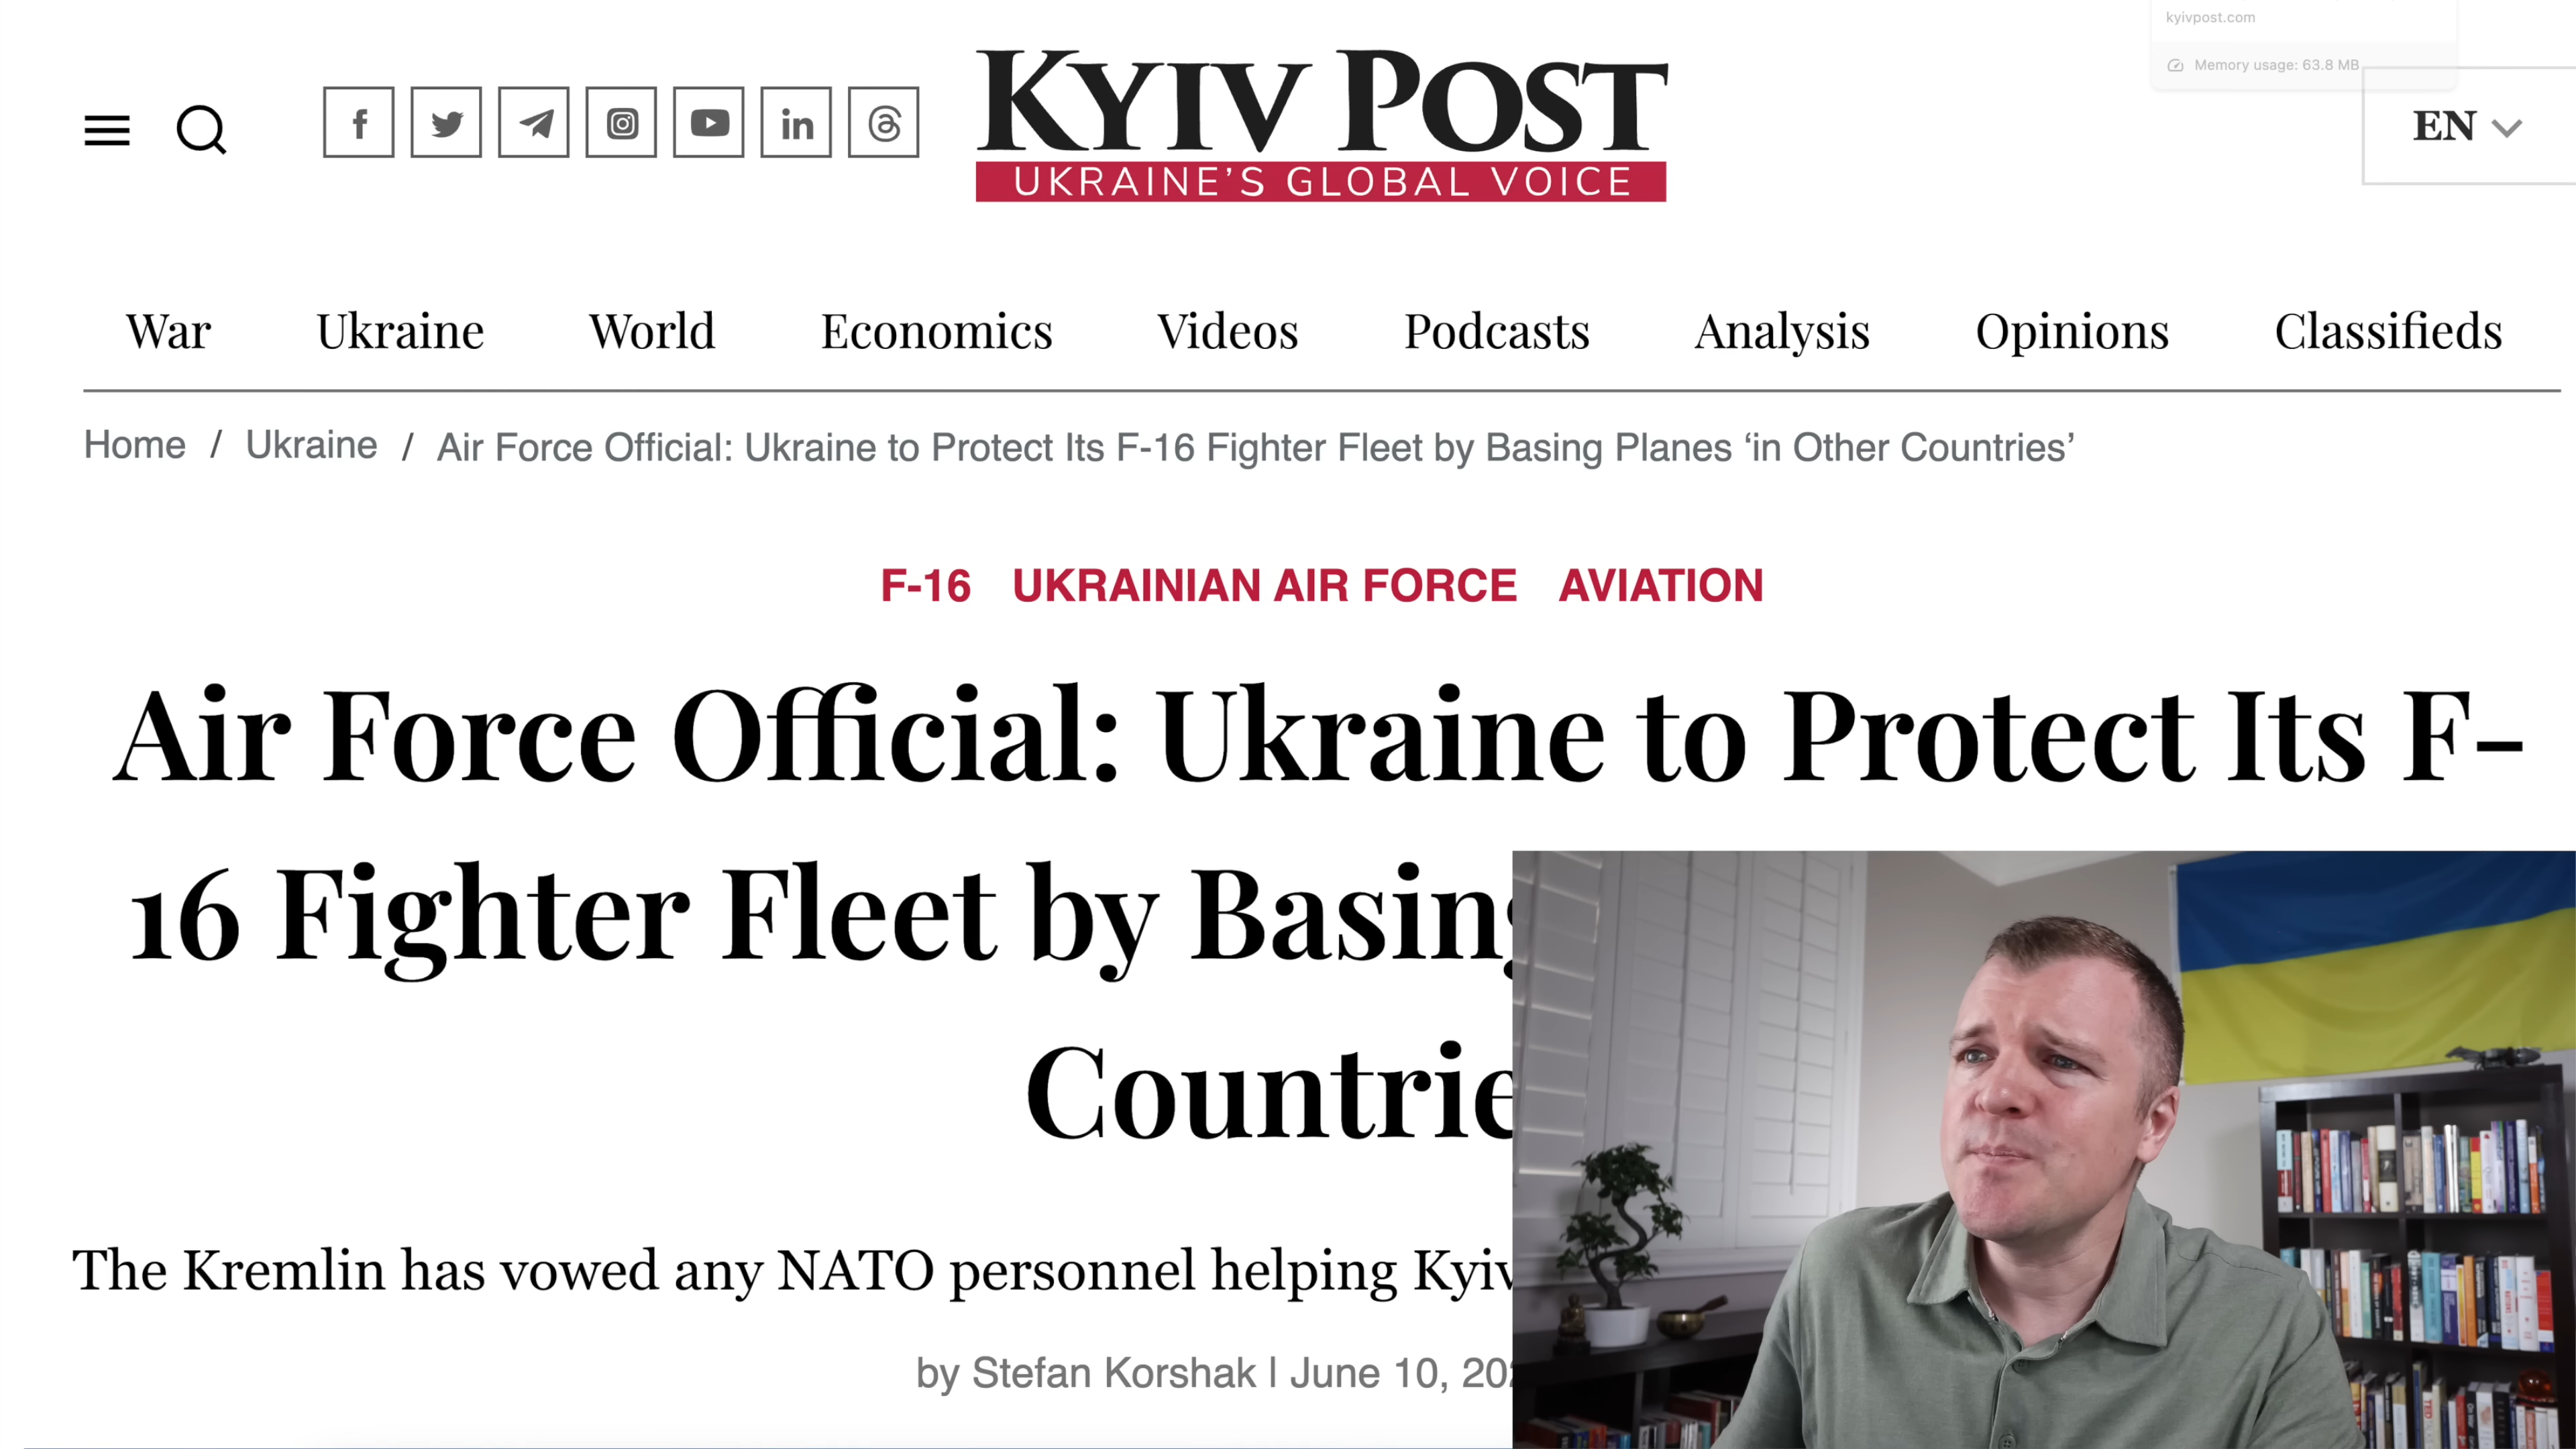 kyivpost.com
Memory usage: 63.8 MB
KYIV POST
UKRAINE'S GLOBAL VOICE
EN
War Ukraine World Economics Videos Podcasts Analysis Opinions Classifieds
Home / Ukraine / Air Force Official: Ukraine to Protect Its F-16 Fighter Fleet by Basing Planes ‘in Other Countries’
F-16 UKRAINIAN AIR FORCE AVIATION
Air Force Official: Ukraine to Protect Its F-
16 Fighter Fleet by Basing
Countrie
The Kremlin has vowed any NATO personnel helping Kyiv
by Stefan Korshak | June 10, 202